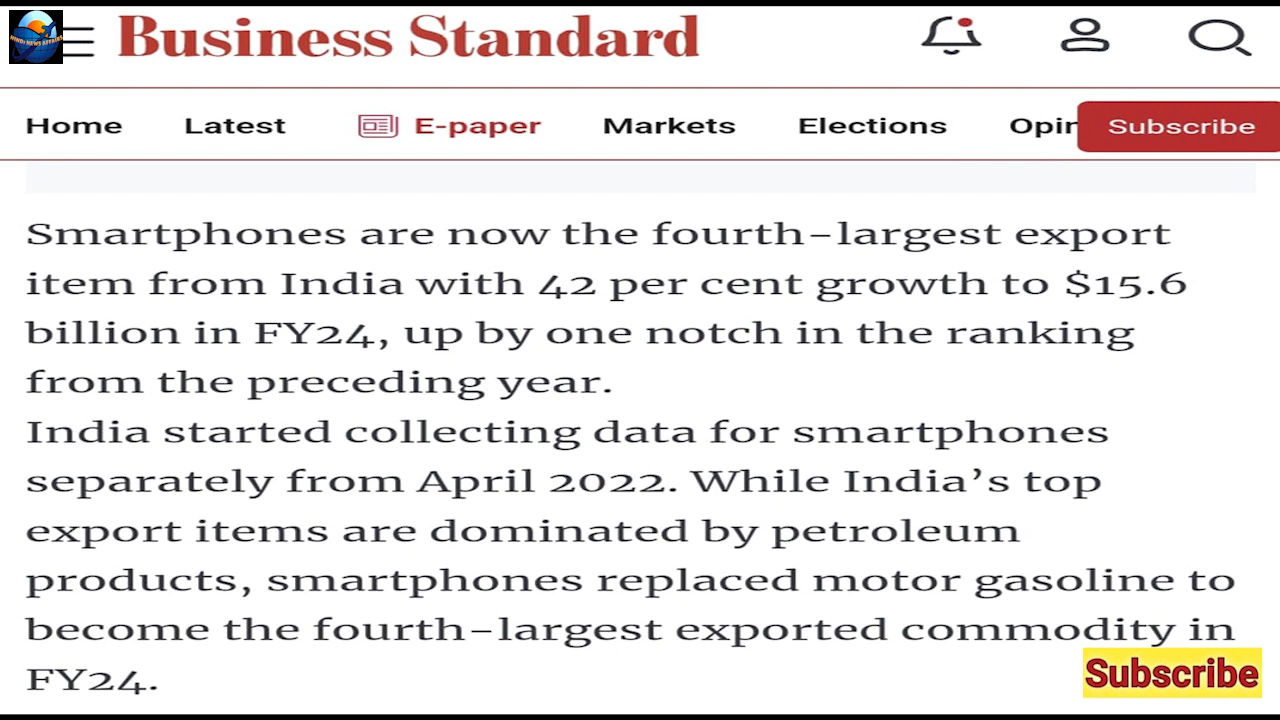 HINDI NEWS AFFAIRS
Business Standard
Home Latest E-paper Markets Elections Opin Subscribe
Smartphones are now the fourth-largest export
item from India with 42 per cent growth to $15.6
billion in FY24, up by one notch in the ranking
from the preceding year.
India started collecting data for smartphones
separately from April 2022. While India’s top
export items are dominated by petroleum
products, smartphones replaced motor gasoline to
become the fourth-largest exported commodity in
FY24.
Subscribe